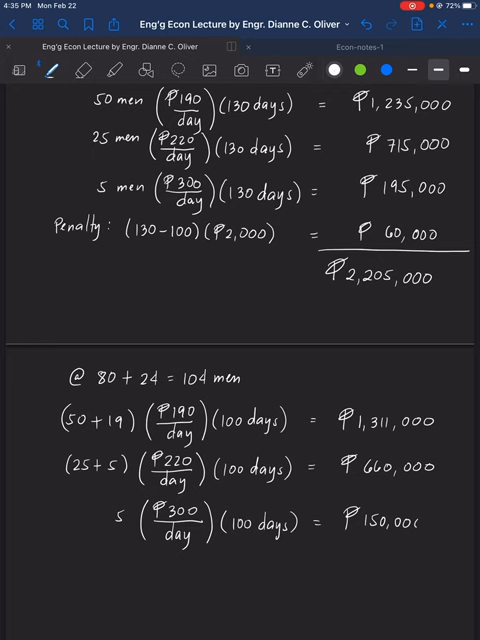 4:35 PM Mon Feb 22
72%
Eng'g Econ Lecture by Engr. Dianne C. Oliver
Eng'g Econ Lecture by Engr. Dianne C. Oliver
Econ-notes-1
50 men (₱190/day)(130 days) = ₱1,235,000
25 men (₱220/day)(130 days) = ₱715,000
5 men (₱300/day)(130 days) = ₱195,000
Penalty: (130-100)(₱2,000) = ₱60,000
₱2,205,000
@ 80 + 24 = 104 men
(50+19)(₱190/day)(100 days) = ₱1,311,000
(25+5)(₱220/day)(100 days) = ₱660,000
5 (₱300/day)(100 days) = ₱150,000